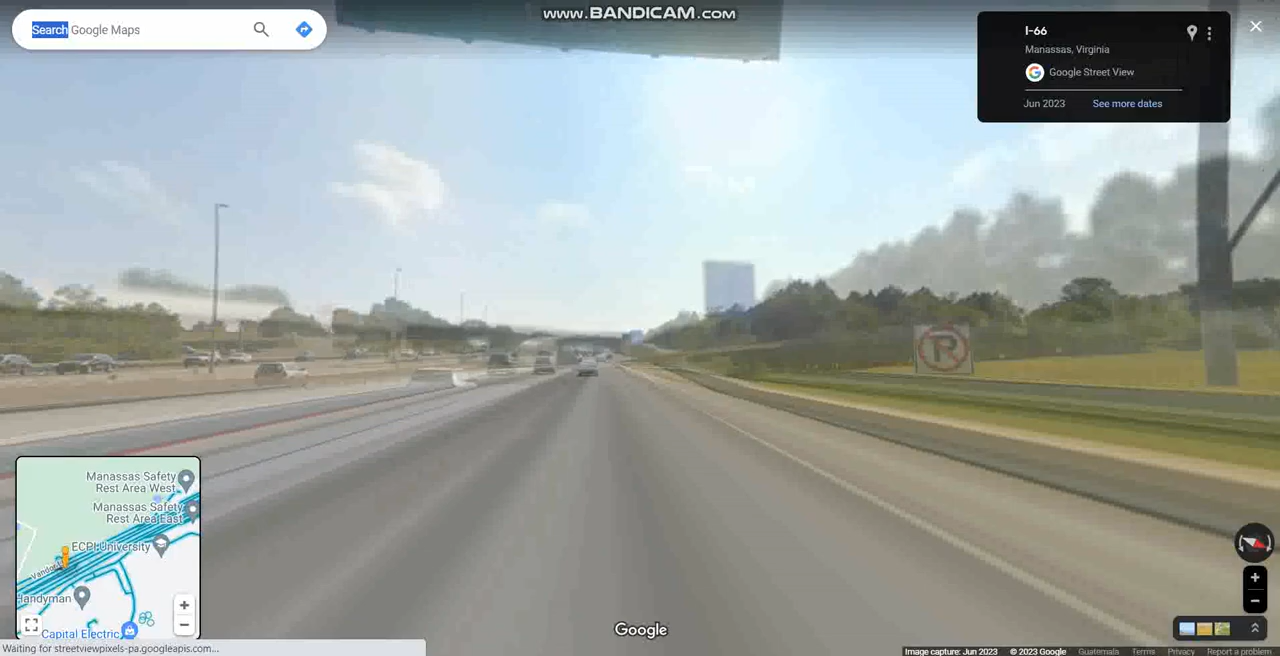 www.BANDICAM.com
Search Google Maps
I-66
Manassas, Virginia
Google Street View
Jun 2023
See more dates
R
Manassas Safety
Rest Area West
Manassas Safety
Rest Area East
ECPI University
Handyman
Capital Electric
Google
Waiting for streetviewpixels-pa.googleapis.com...
Image capture: Jun 2023 © 2023 Google Guatemala Terms Privacy Report a problem